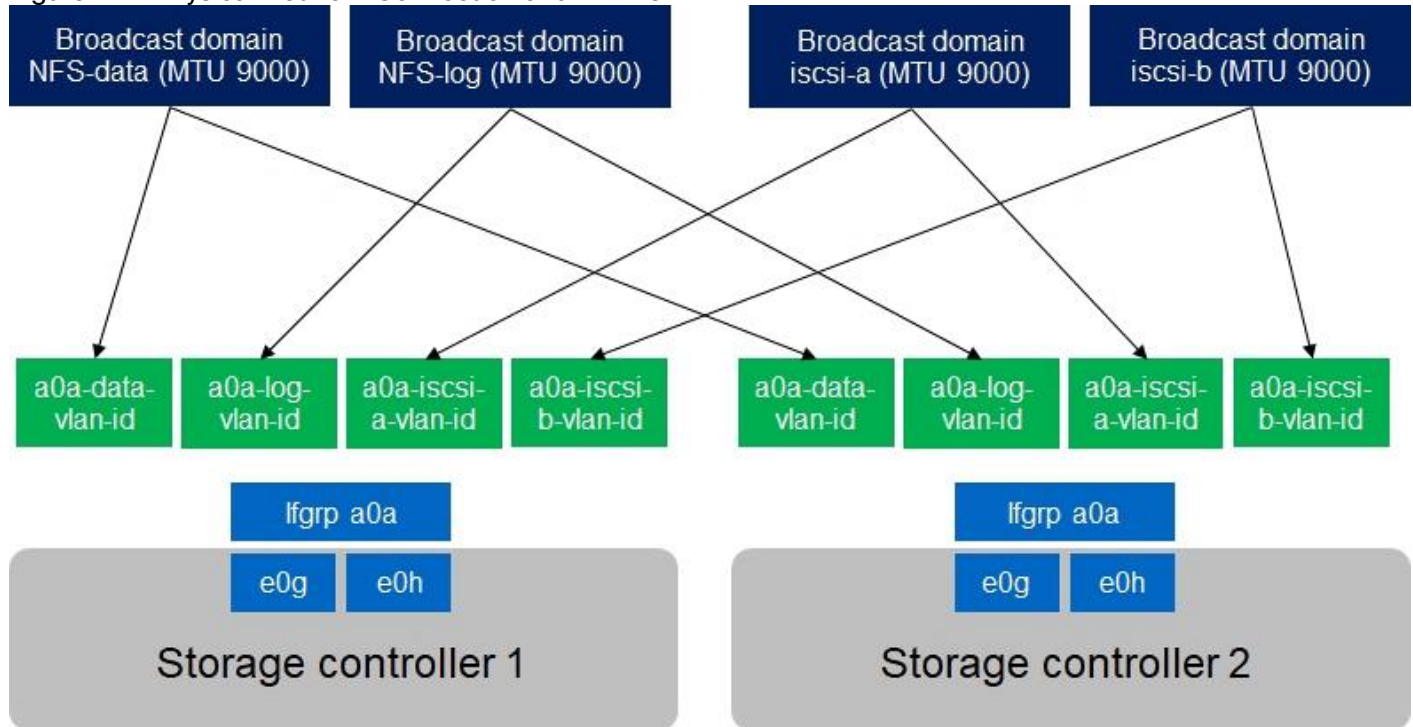 Broadcast domain
NFS-data (MTU 9000)
Broadcast domain
NFS-log (MTU 9000)
Broadcast domain
iscsi-a (MTU 9000)
Broadcast domain
iscsi-b (MTU 9000)
a0a-data-
vlan-id
a0a-log-
vlan-id
a0a-iscsi-
a-vlan-id
a0a-iscsi-
b-vlan-id
a0a-data-
vlan-id
a0a-log-
vlan-id
a0a-iscsi-
a-vlan-id
a0a-iscsi-
b-vlan-id
Ifgrp a0a
Ifgrp a0a
e0g
e0h
e0g
e0h
Storage controller 1
Storage controller 2